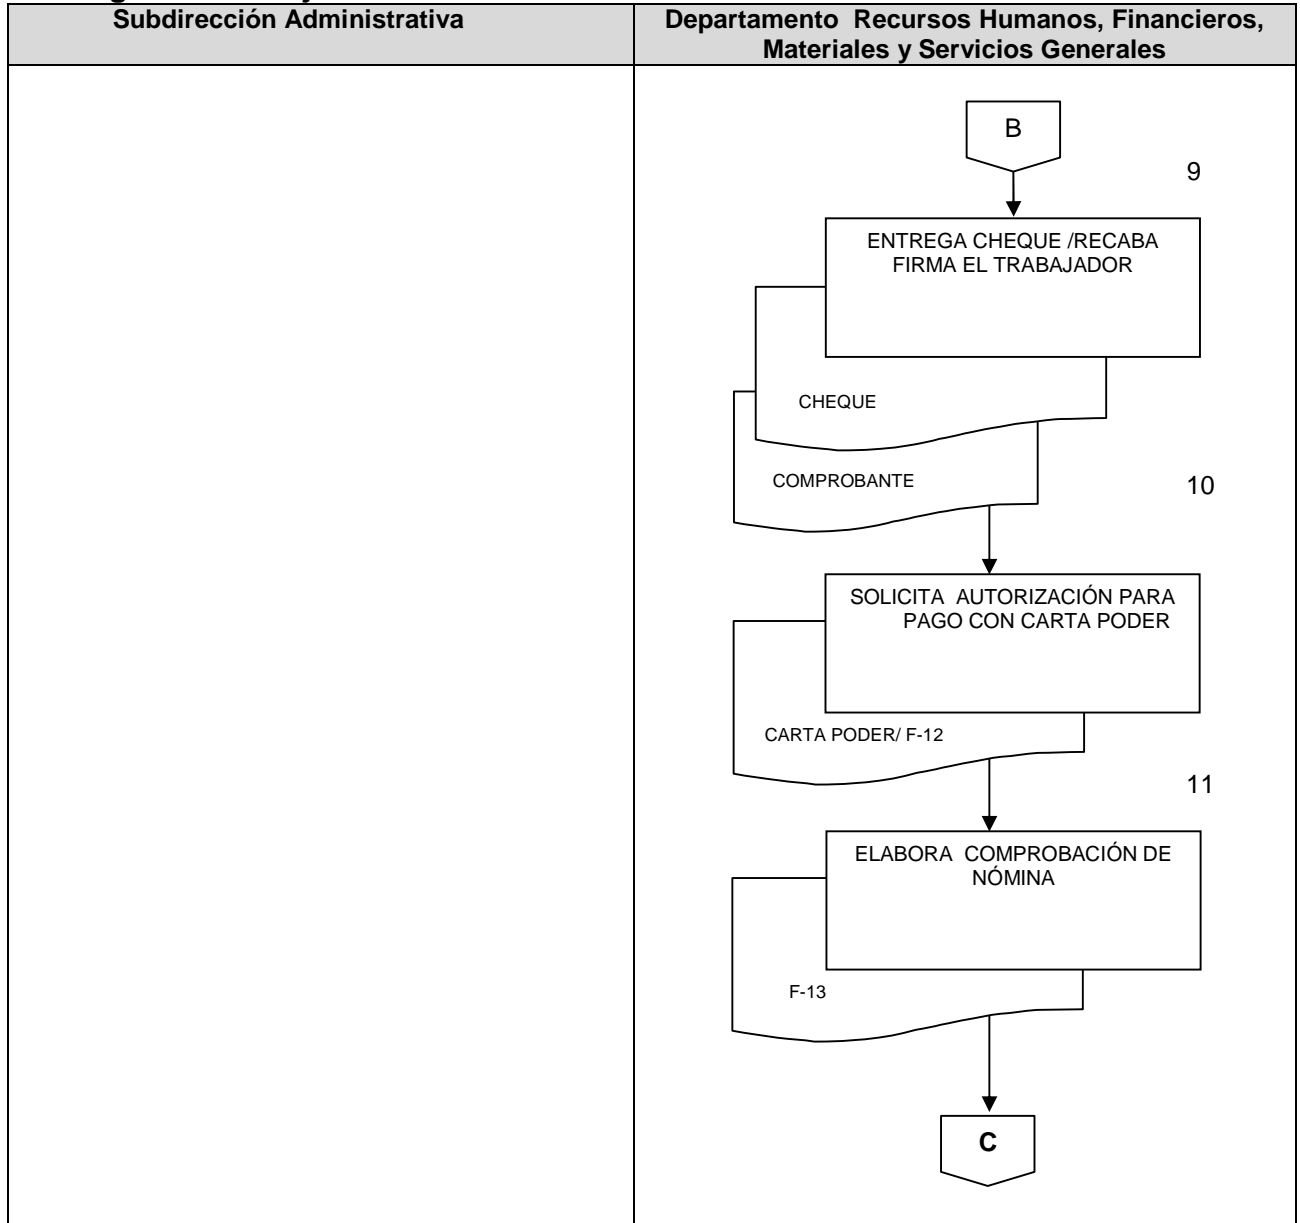 Subdirección Administrativa
Departamento Recursos Humanos, Financieros,
Materiales y Servicios Generales
B
9
ENTREGA CHEQUE /RECABA
FIRMA EL TRABAJADOR
CHEQUE
COMPROBANTE
10
SOLICITA AUTORIZACIÓN PARA
PAGO CON CARTA PODER
CARTA PODER/ F-12
11
ELABORA COMPROBACIÓN DE
NÓMINA
F-13
C